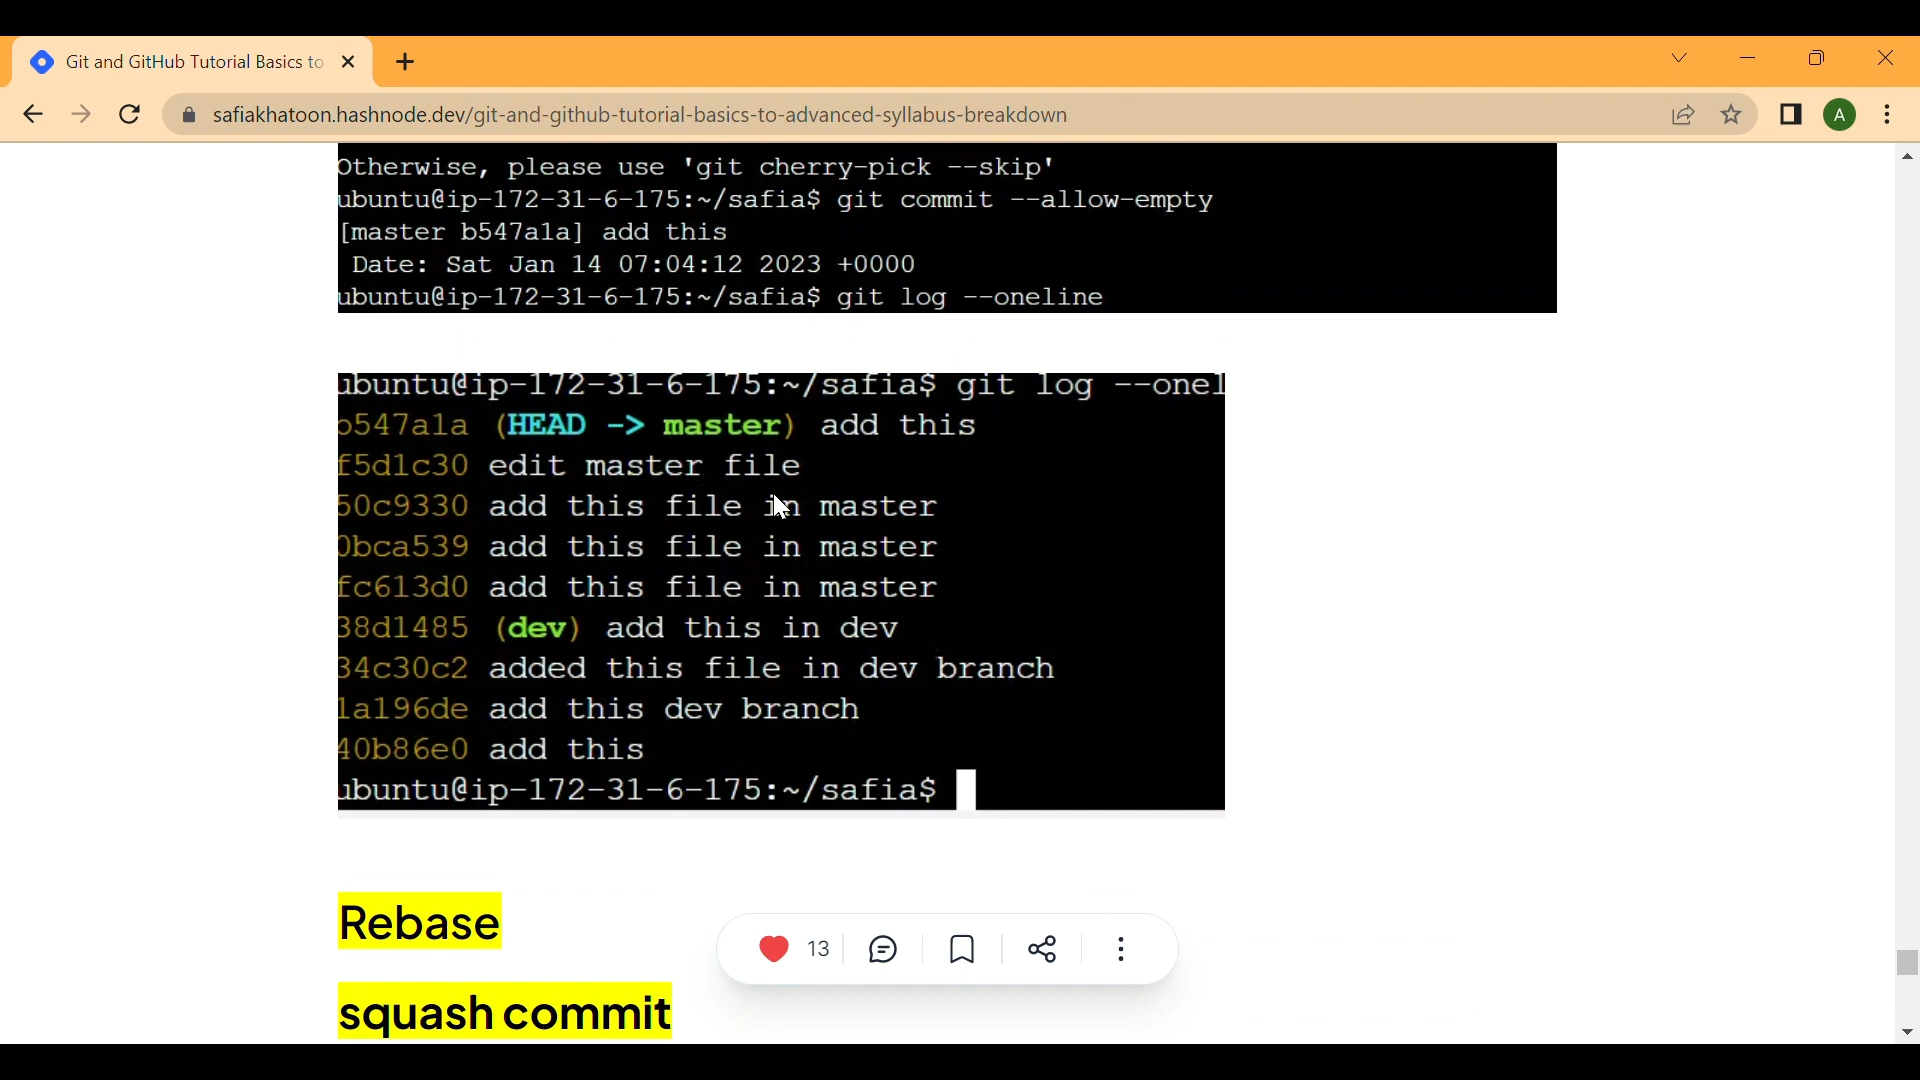 Git and GitHub Tutorial Basics to
safiakhatoon.hashnode.dev/git-and-github-tutorial-basics-to-advanced-syllabus-breakdown
A
Otherwise, please use 'git cherry-pick --skip'
ubuntu@ip-172-31-6-175:~/safia$ git commit --allow-empty
[master b547a1a] add this
Date: Sat Jan 14 07:04:12 2023 +0000
ubuntu@ip-172-31-6-175:~/safia$ git log --oneline
ubuntu@ip-172-31-6-175:~/safia$ git log --onel
b547a1a (HEAD -> master) add this
f5d1c30 edit master file
50c9330 add this file in master
0bca539 add this file in master
fc613d0 add this file in master
38d1485 (dev) add this in dev
34c30c2 added this file in dev branch
1a196de add this dev branch
40b86e0 add this
ubuntu@ip-172-31-6-175:~/safia$
Rebase
13
squash commit